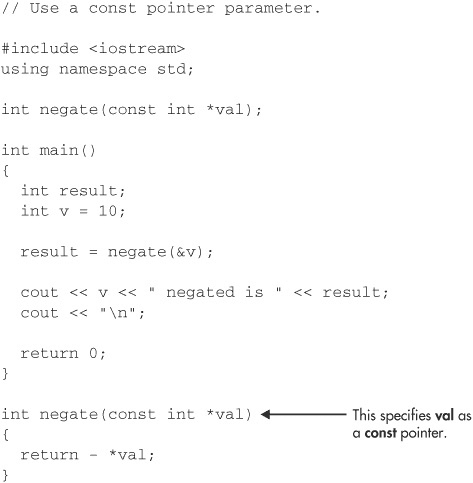 // Use a const pointer parameter.
#include <iostream>
using namespace std;
int negate(const int *val);
int main()
{
  int result;
  int v = 10;
  result = negate(&v);
  cout << v << " negated is " << result;
  cout << "\n";
  return 0;
}
int negate(const int *val)
This specifies val as
a const pointer.
{
  return - *val;
}